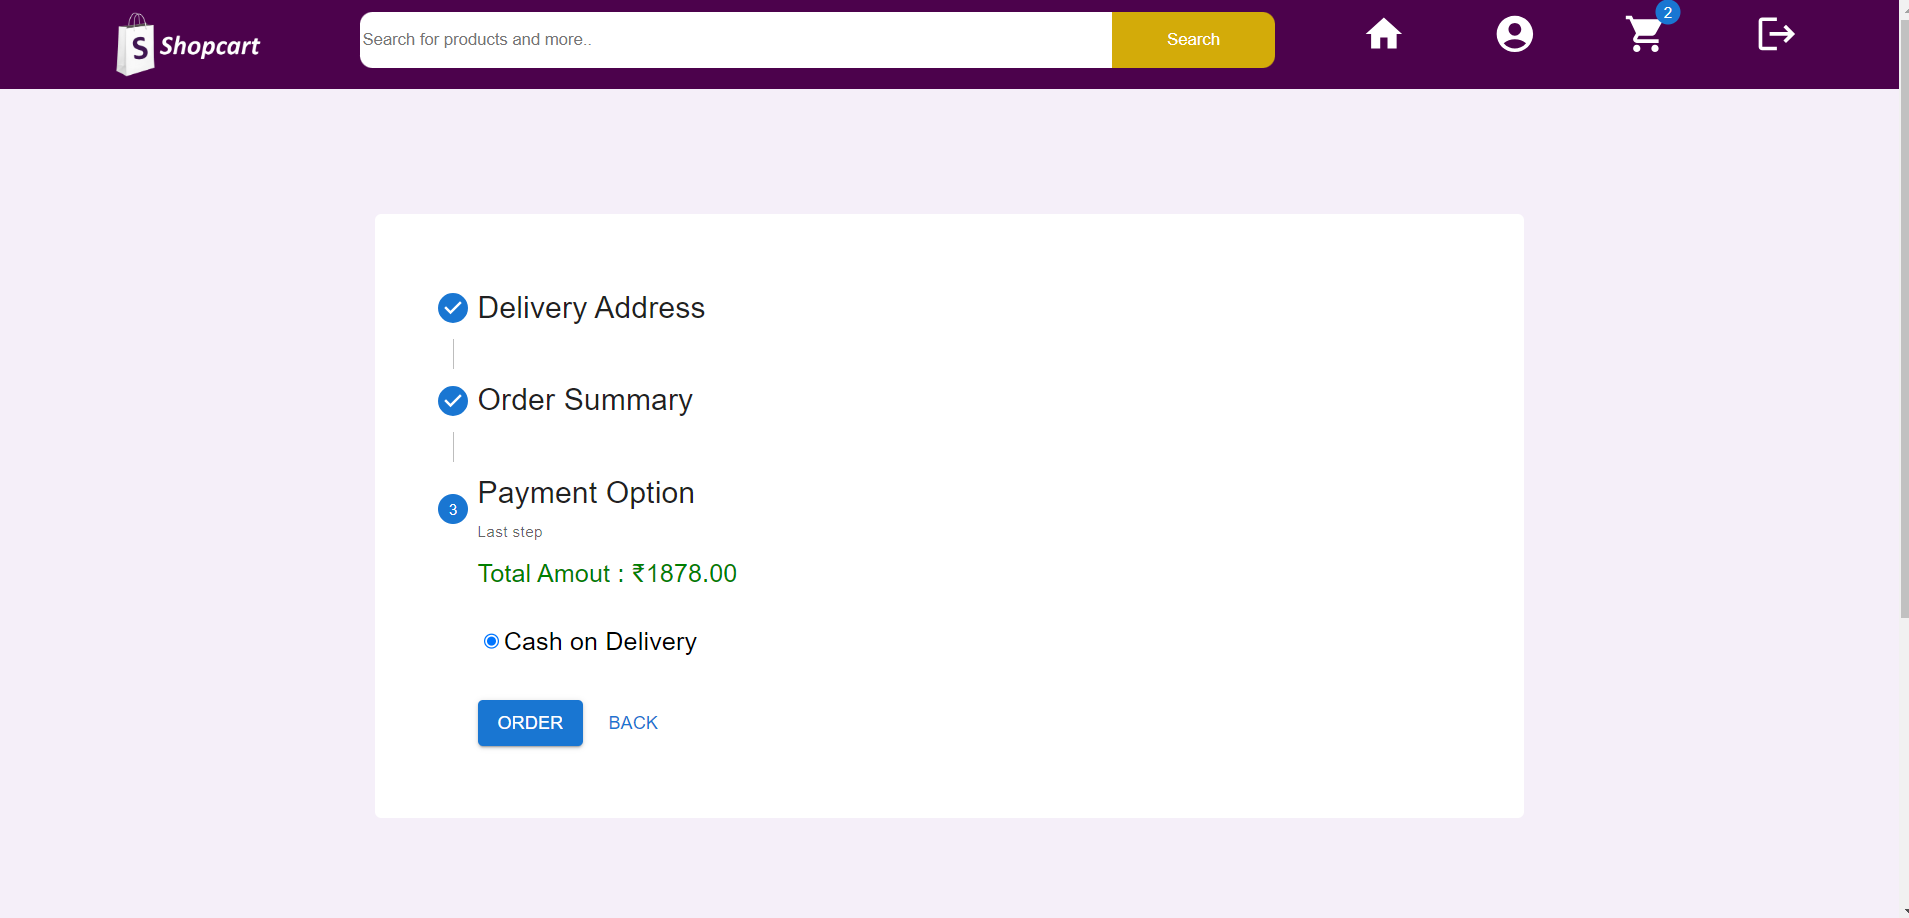 S Shopcart
Search for products and more..
Search
2
Delivery Address
Order Summary
3
Payment Option
Last step
Total Amout : ₹1878.00
Cash on Delivery
ORDER
BACK